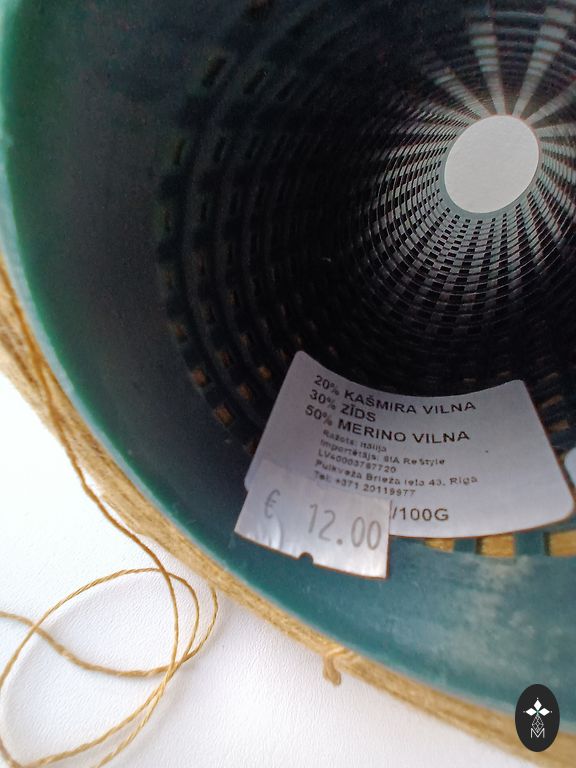 20% KAŠMIRA VILNA
30% ZĪDS
50% MERINO VILNA
Ražots: Itālija
Importētājs: SIA ReStyle
LV40003787720
Pulkveža Brieža iela 43, Rīga
Tel: +371 20119977
€ 12.00 /100G
M